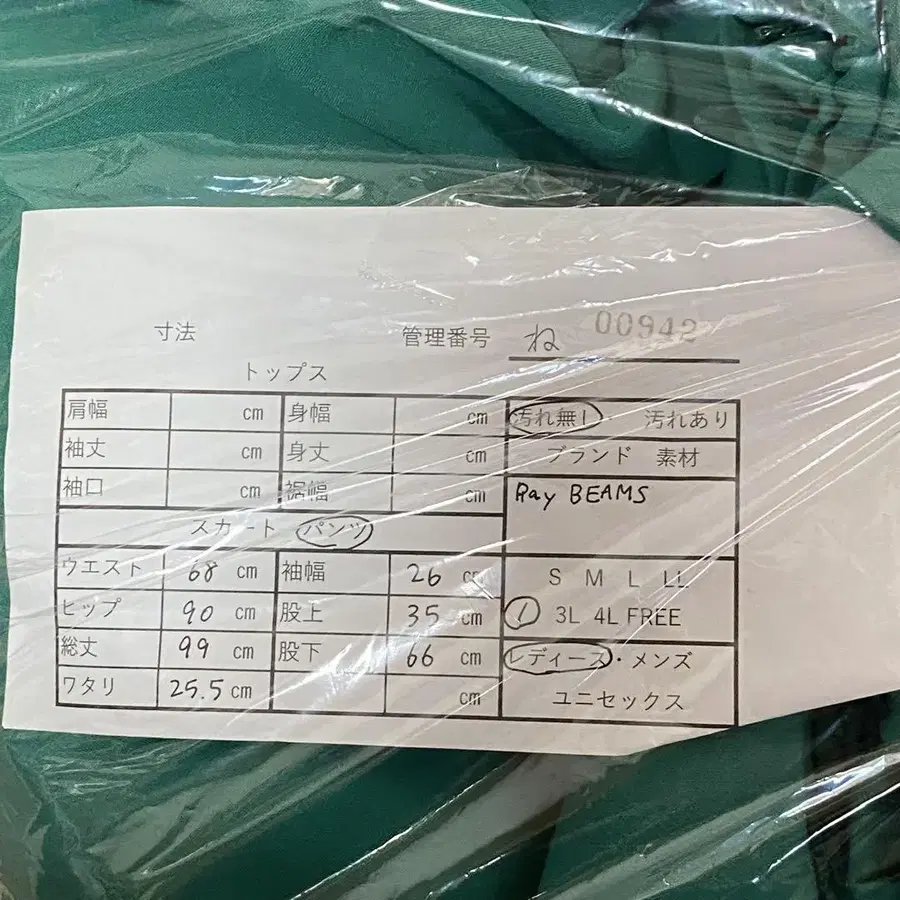 寸法 管理番号 ね 00942
トップス
肩幅 cm 身幅 cm 汚れ無し 汚れあり
袖丈 cm 身丈 cm ブランド 素材
袖口 cm 裾幅 cm Ray BEAMS
スカート パンツ
ウエスト 68 cm 裾幅 26 cm S M L LL
ヒップ 90 cm 股上 35 cm 1 3L 4L FREE
総丈 99 cm 股下 66 cm レディース・メンズ
ワタリ 25.5 cm cm ユニセックス